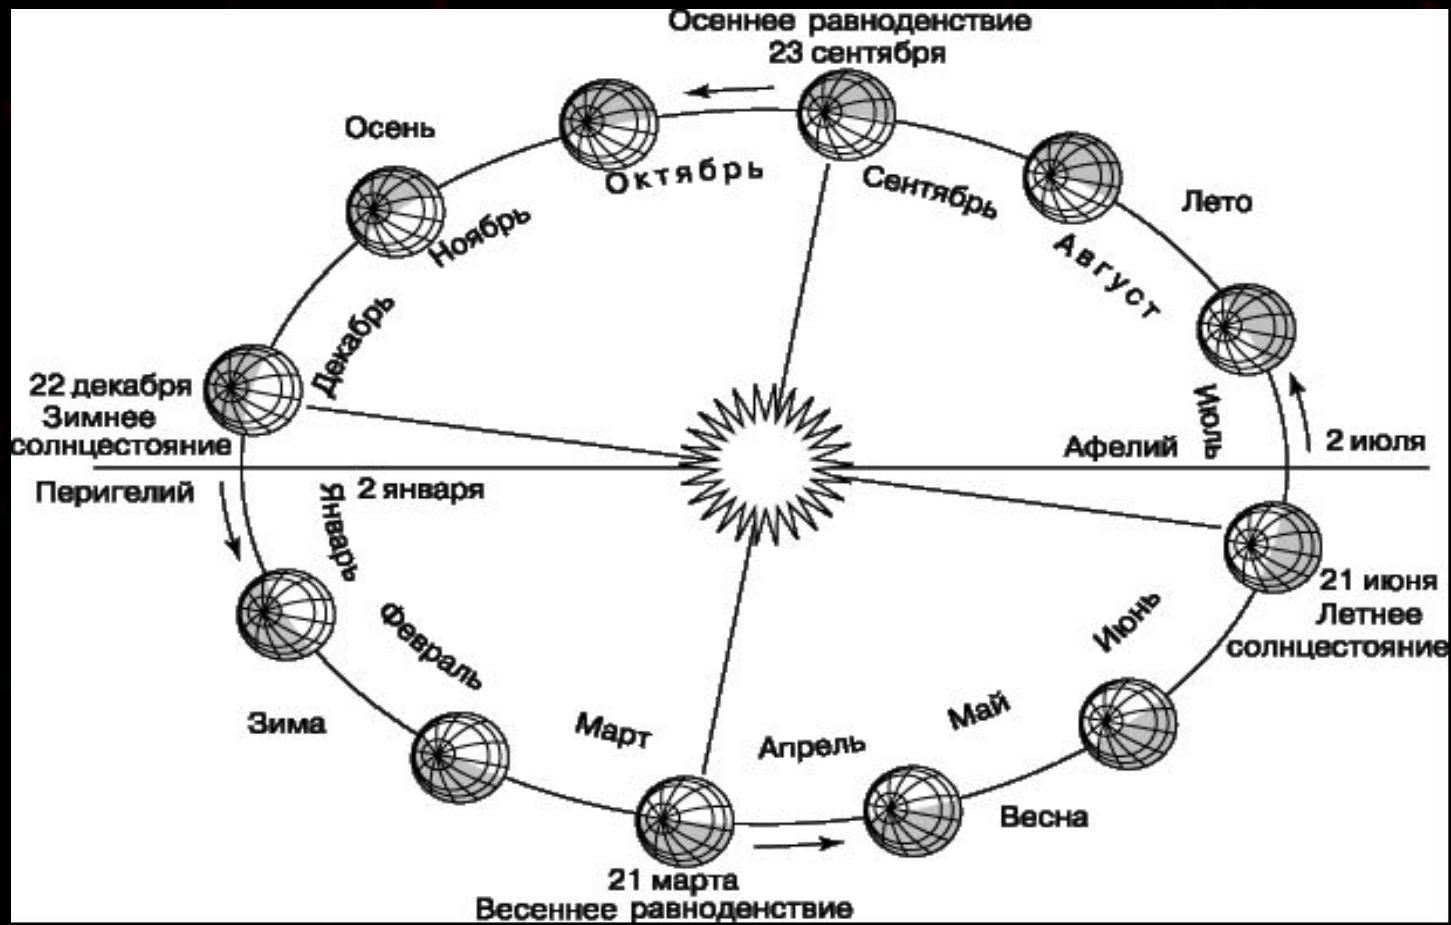 Осеннее равноденствие
23 сентября
Осень
Октябрь
Сентябрь
Лето
Ноябрь
Август
Декабрь
22 декабря
Зимнее
солнцестояние
Июль
Афелий
2 июля
Перигелий
2 января
Январь
21 июня
Летнее
солнцестояние
Июнь
Февраль
Зима
Март
Апрель
Май
Весна
21 марта
Весеннее равноденствие